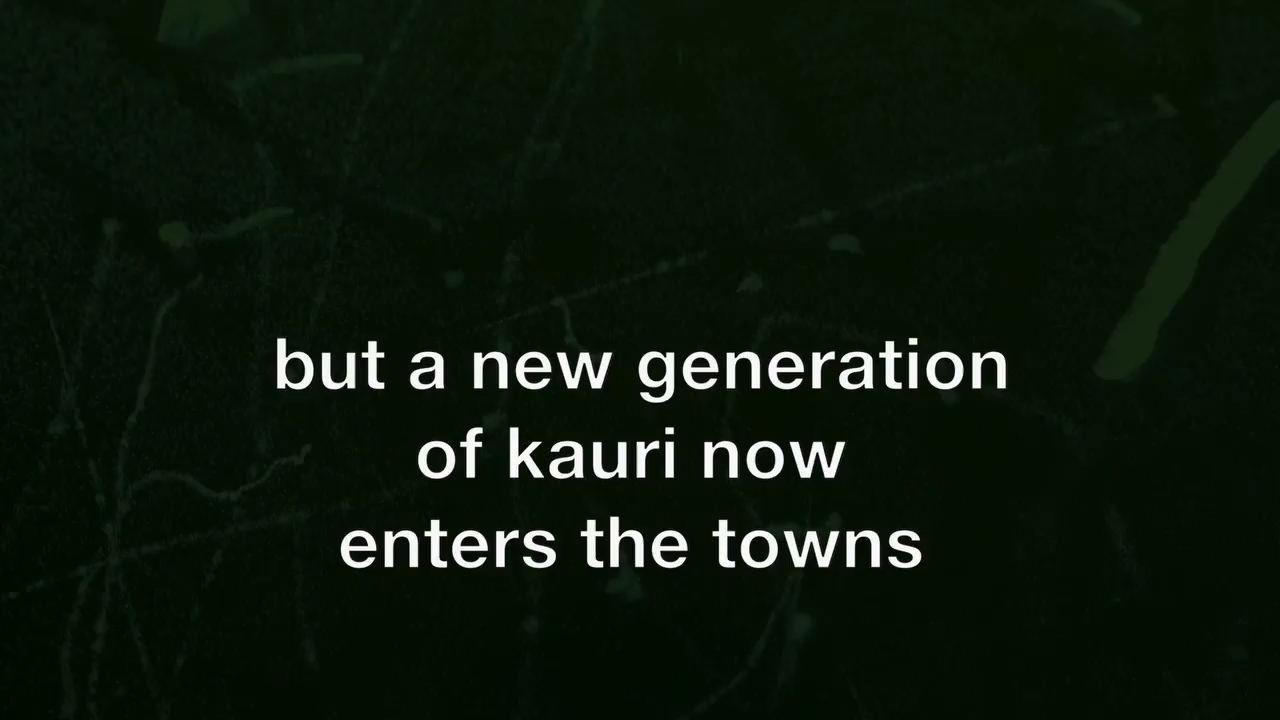 but a new generation
of kauri now
enters the towns